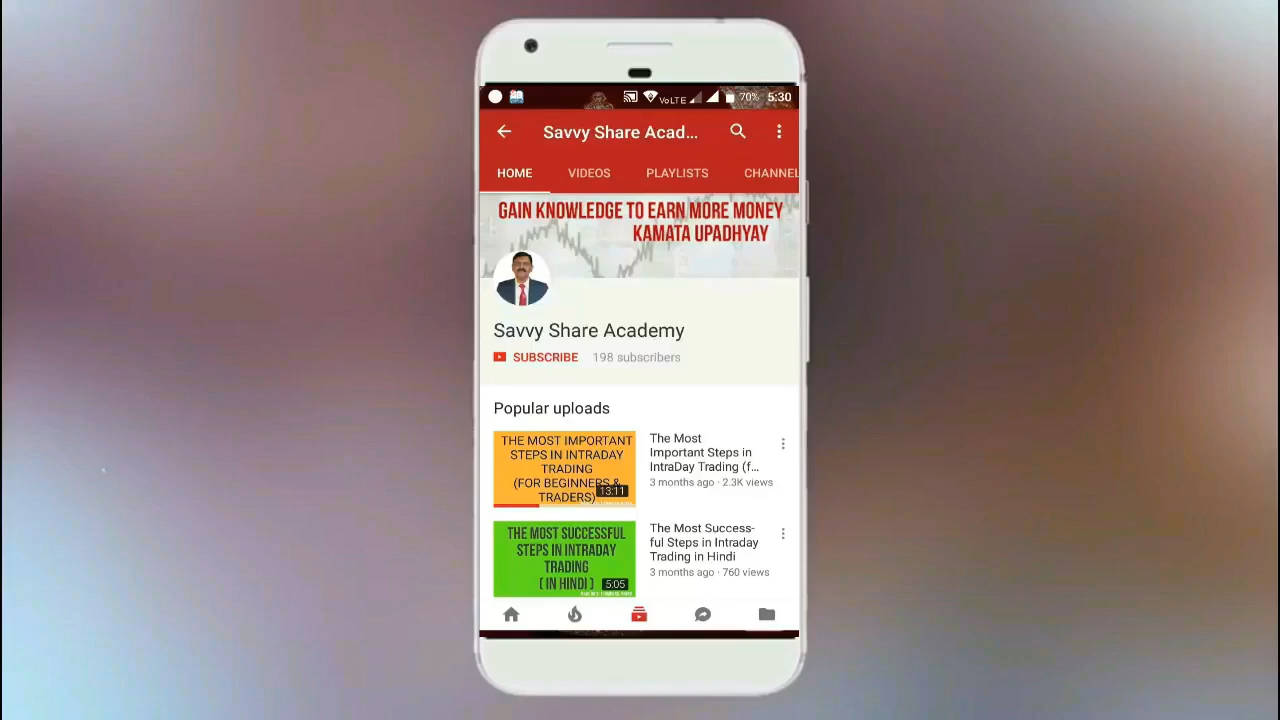 VoLTE 70% 5:30
Savvy Share Acad...
HOME VIDEOS PLAYLISTS CHANNEL
GAIN KNOWLEDGE TO EARN MORE MONEY
KAMATA UPADHYAY
Savvy Share Academy
SUBSCRIBE 198 subscribers
Popular uploads
THE MOST IMPORTANT
STEPS IN INTRADAY
TRADING
(FOR BEGINNERS &
TRADERS)
13:11
The Most
Important Steps in
IntraDay Trading (f...
3 months ago · 2.3K views
THE MOST SUCCESSFUL
STEPS IN INTRADAY
TRADING
( IN HINDI )
5:05
The Most Success-
ful Steps in Intraday
Trading in Hindi
3 months ago · 760 views